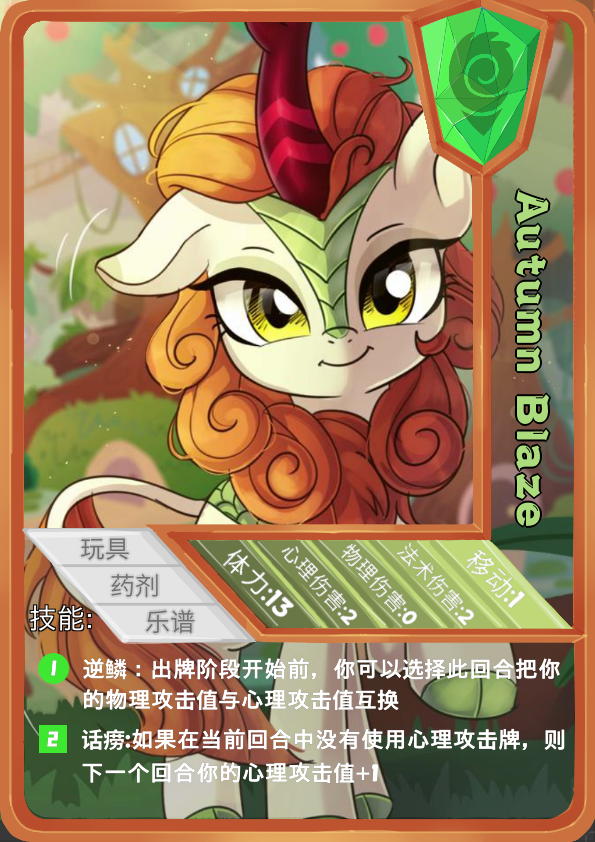 Autumn Blaze
玩具
药剂
乐谱
体力:13
心理伤害:2
物理伤害:0
法术伤害:2
移动:1
技能:
1 逆鳞：出牌阶段开始前，你可以选择此回合把你
的物理攻击值与心理攻击值互换
2 话痨:如果在当前回合中没有使用心理攻击牌，则
下一个回合你的心理攻击值+1